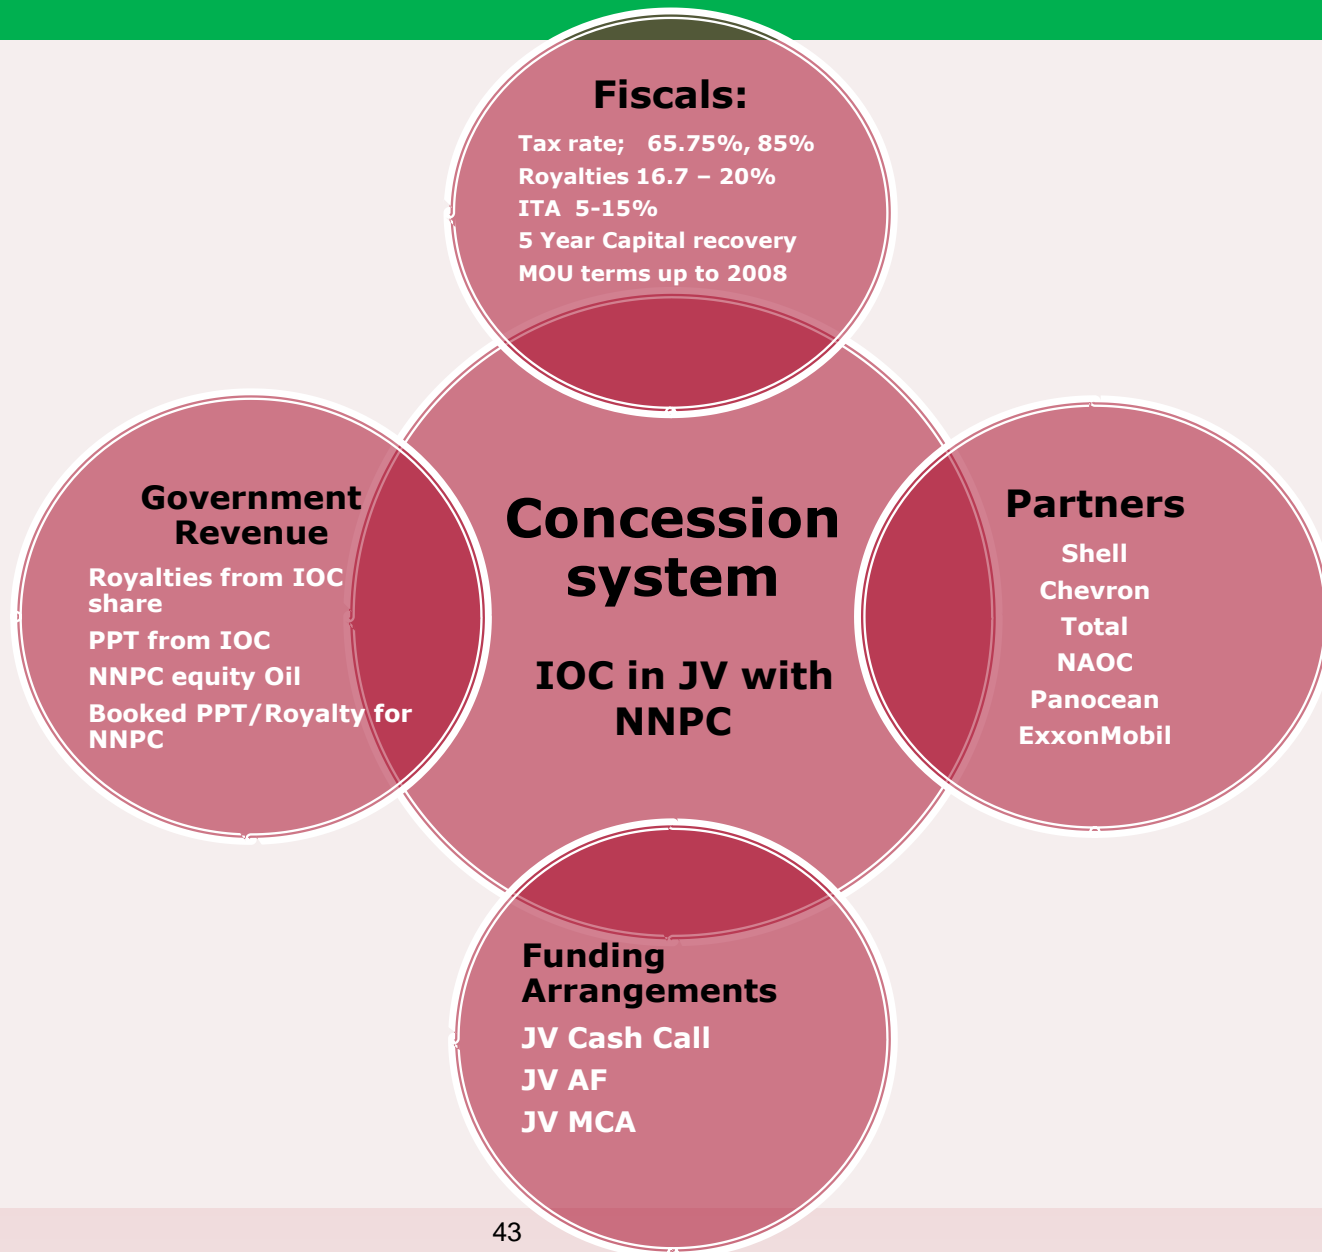 Fiscals:
Tax rate; 65.75%, 85%
Royalties 16.7 – 20%
ITA 5-15%
5 Year Capital recovery
MOU terms up to 2008
Government
Revenue
Royalties from IOC
share
PPT from IOC
NNPC equity Oil
Booked PPT/Royalty for
NNPC
Concession
system
IOC in JV with
NNPC
Partners
Shell
Chevron
Total
NAOC
Panocean
ExxonMobil
Funding
Arrangements
JV Cash Call
JV AF
JV MCA
43